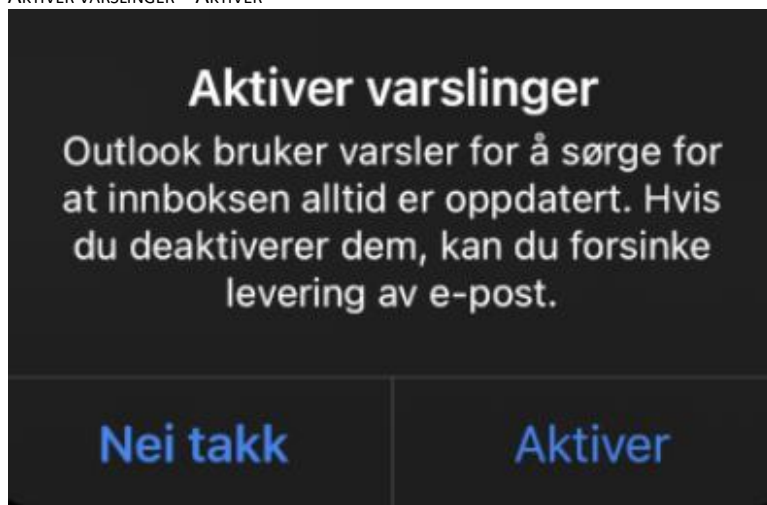 Aktiver varslinger
Outlook bruker varsler for å sørge for
at innboksen alltid er oppdatert. Hvis
du deaktiverer dem, kan du forsinke
levering av e-post.
Nei takk
Aktiver